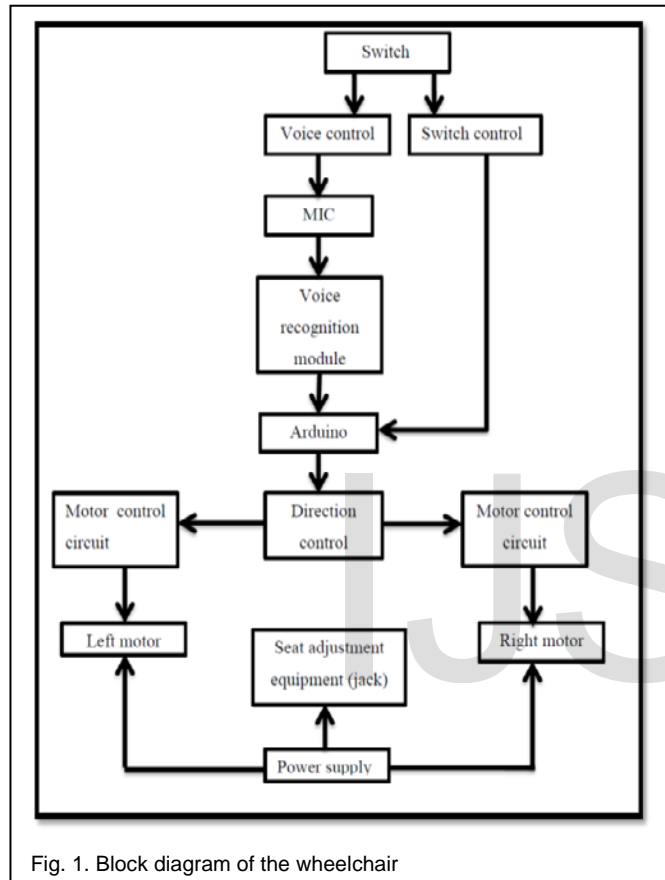 Switch
Voice control
Switch control
MIC
Voice
recognition
module
Arduino
Motor control
circuit
Direction
control
Motor control
circuit
Left motor
Seat adjustment
equipment (jack)
Right motor
Power supply
IJS
Fig. 1. Block diagram of the wheelchair